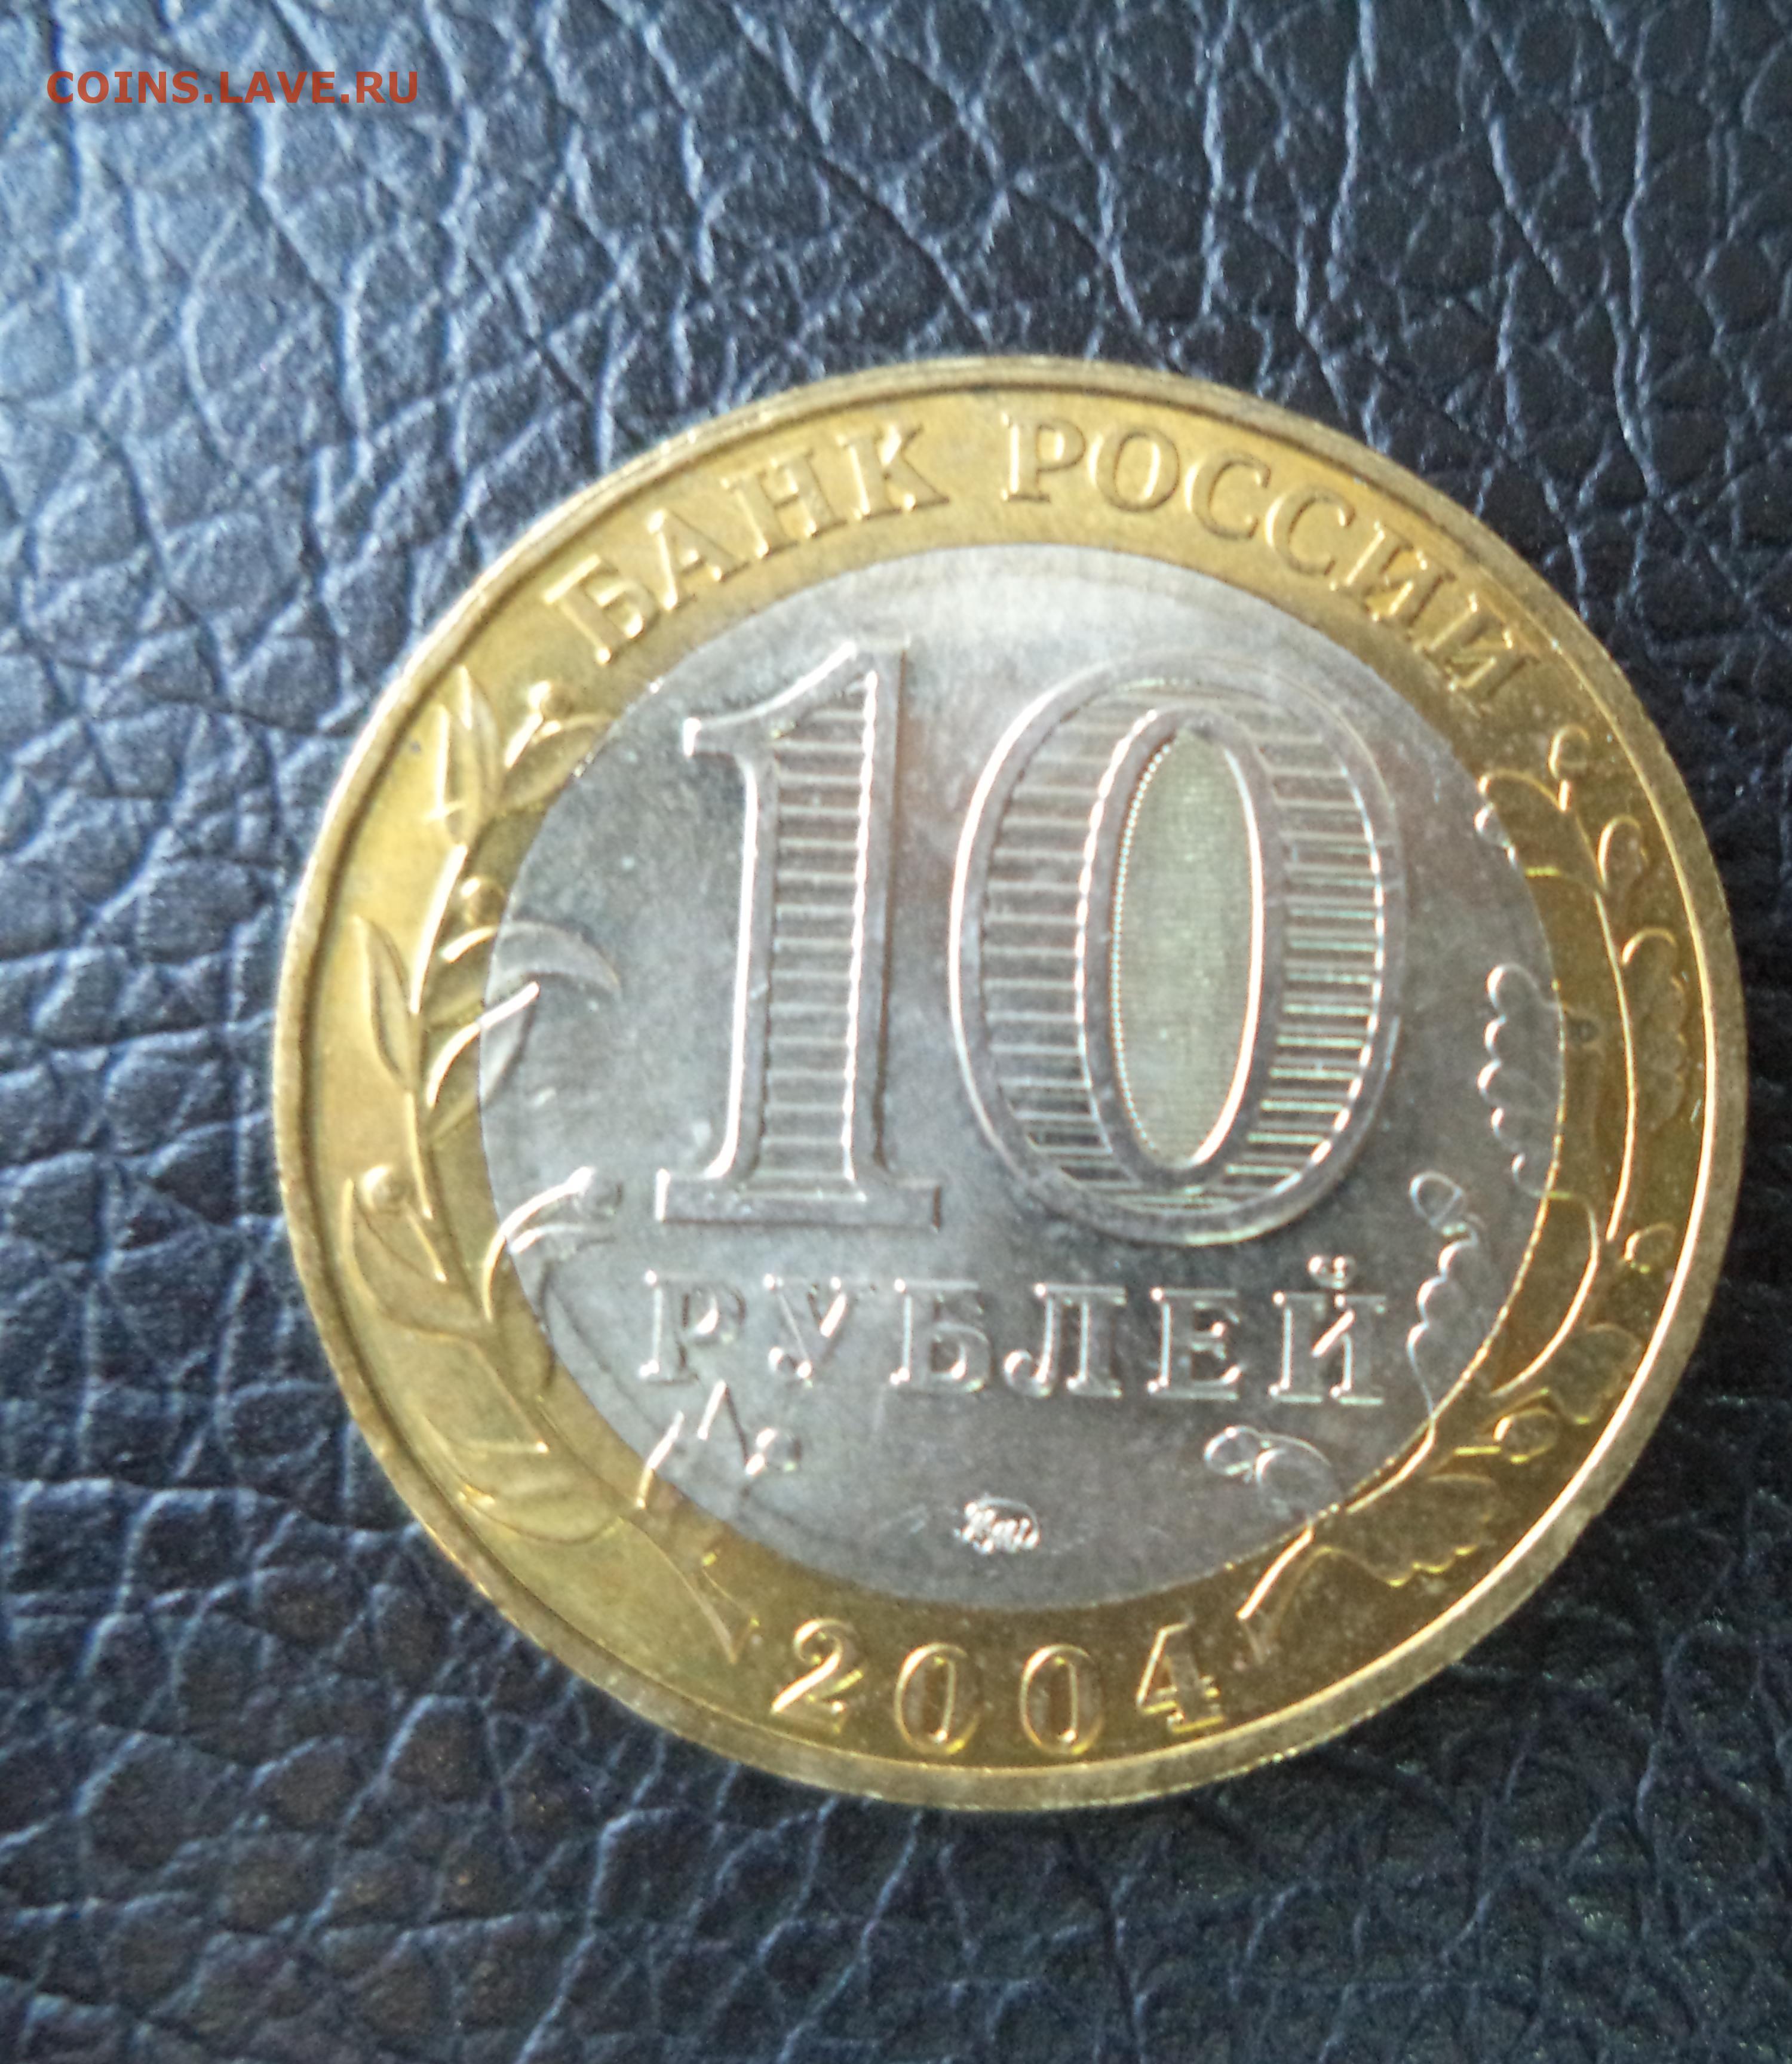 COINS.LAVE.RU
БАНК РОССИИ
10
РУБЛЕЙ
2004